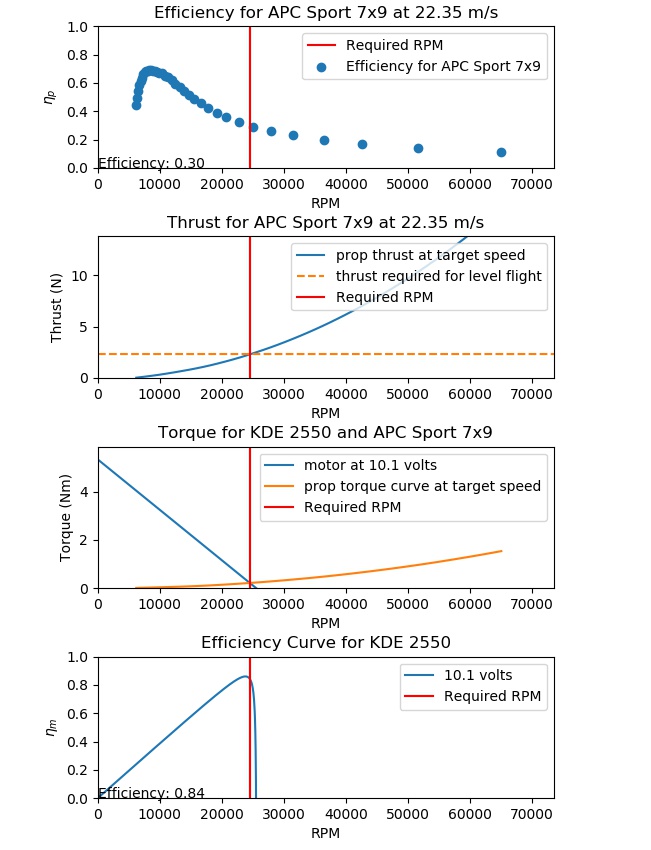 Efficiency for APC Sport 7x9 at 22.35 m/s
1.0
0.8
0.6
0.4
0.2
0.0
ηp
Required RPM
Efficiency for APC Sport 7x9
Efficiency: 0.30
0 10000 20000 30000 40000 50000 60000 70000
RPM
Thrust for APC Sport 7x9 at 22.35 m/s
10
5
0
Thrust (N)
prop thrust at target speed
thrust required for level flight
Required RPM
0 10000 20000 30000 40000 50000 60000 70000
RPM
Torque for KDE 2550 and APC Sport 7x9
4
2
0
Torque (Nm)
motor at 10.1 volts
prop torque curve at target speed
Required RPM
0 10000 20000 30000 40000 50000 60000 70000
RPM
Efficiency Curve for KDE 2550
1.0
0.8
0.6
0.4
0.2
0.0
ηm
10.1 volts
Required RPM
Efficiency: 0.84
0 10000 20000 30000 40000 50000 60000 70000
RPM